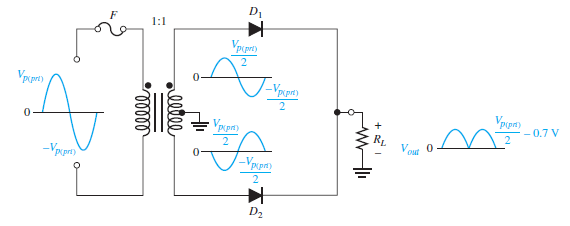 F
1:1
D1
Vp(pri)
2
0
–Vp(pri)
2
Vp(pri)
0
–Vp(pri)
Vp(pri)
2
0
–Vp(pri)
2
D2
+
RL
–
Vout 0
Vp(pri)
2
– 0.7 V